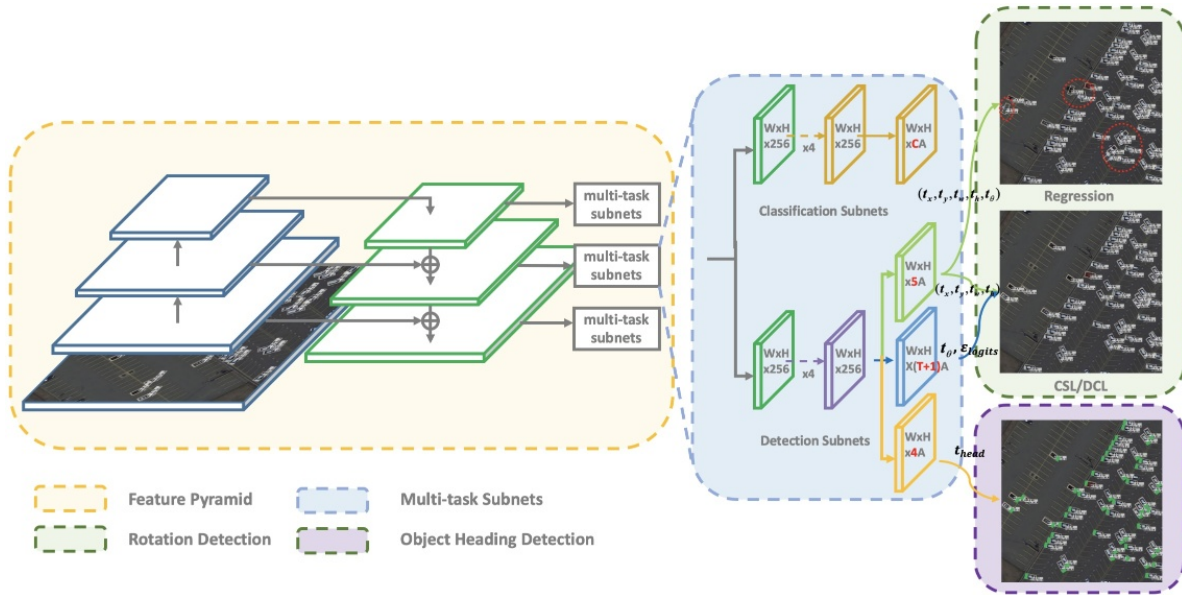 multi-task
subnets
multi-task
subnets
multi-task
subnets
WxH
x256
x4
WxH
x256
WxH
xCA
Classification Subnets
WxH
x5A
WxH
x256
x4
WxH
x256
WxH
X(T+1)A
Detection Subnets
WxH
x4A
(t_x, t_y, t_w, t_h, t_θ)
Regression
(t_x, t_y, t_w, t_h)
t_θ, ε_logits
CSL/DCL
t_head
Feature Pyramid
Multi-task Subnets
Rotation Detection
Object Heading Detection